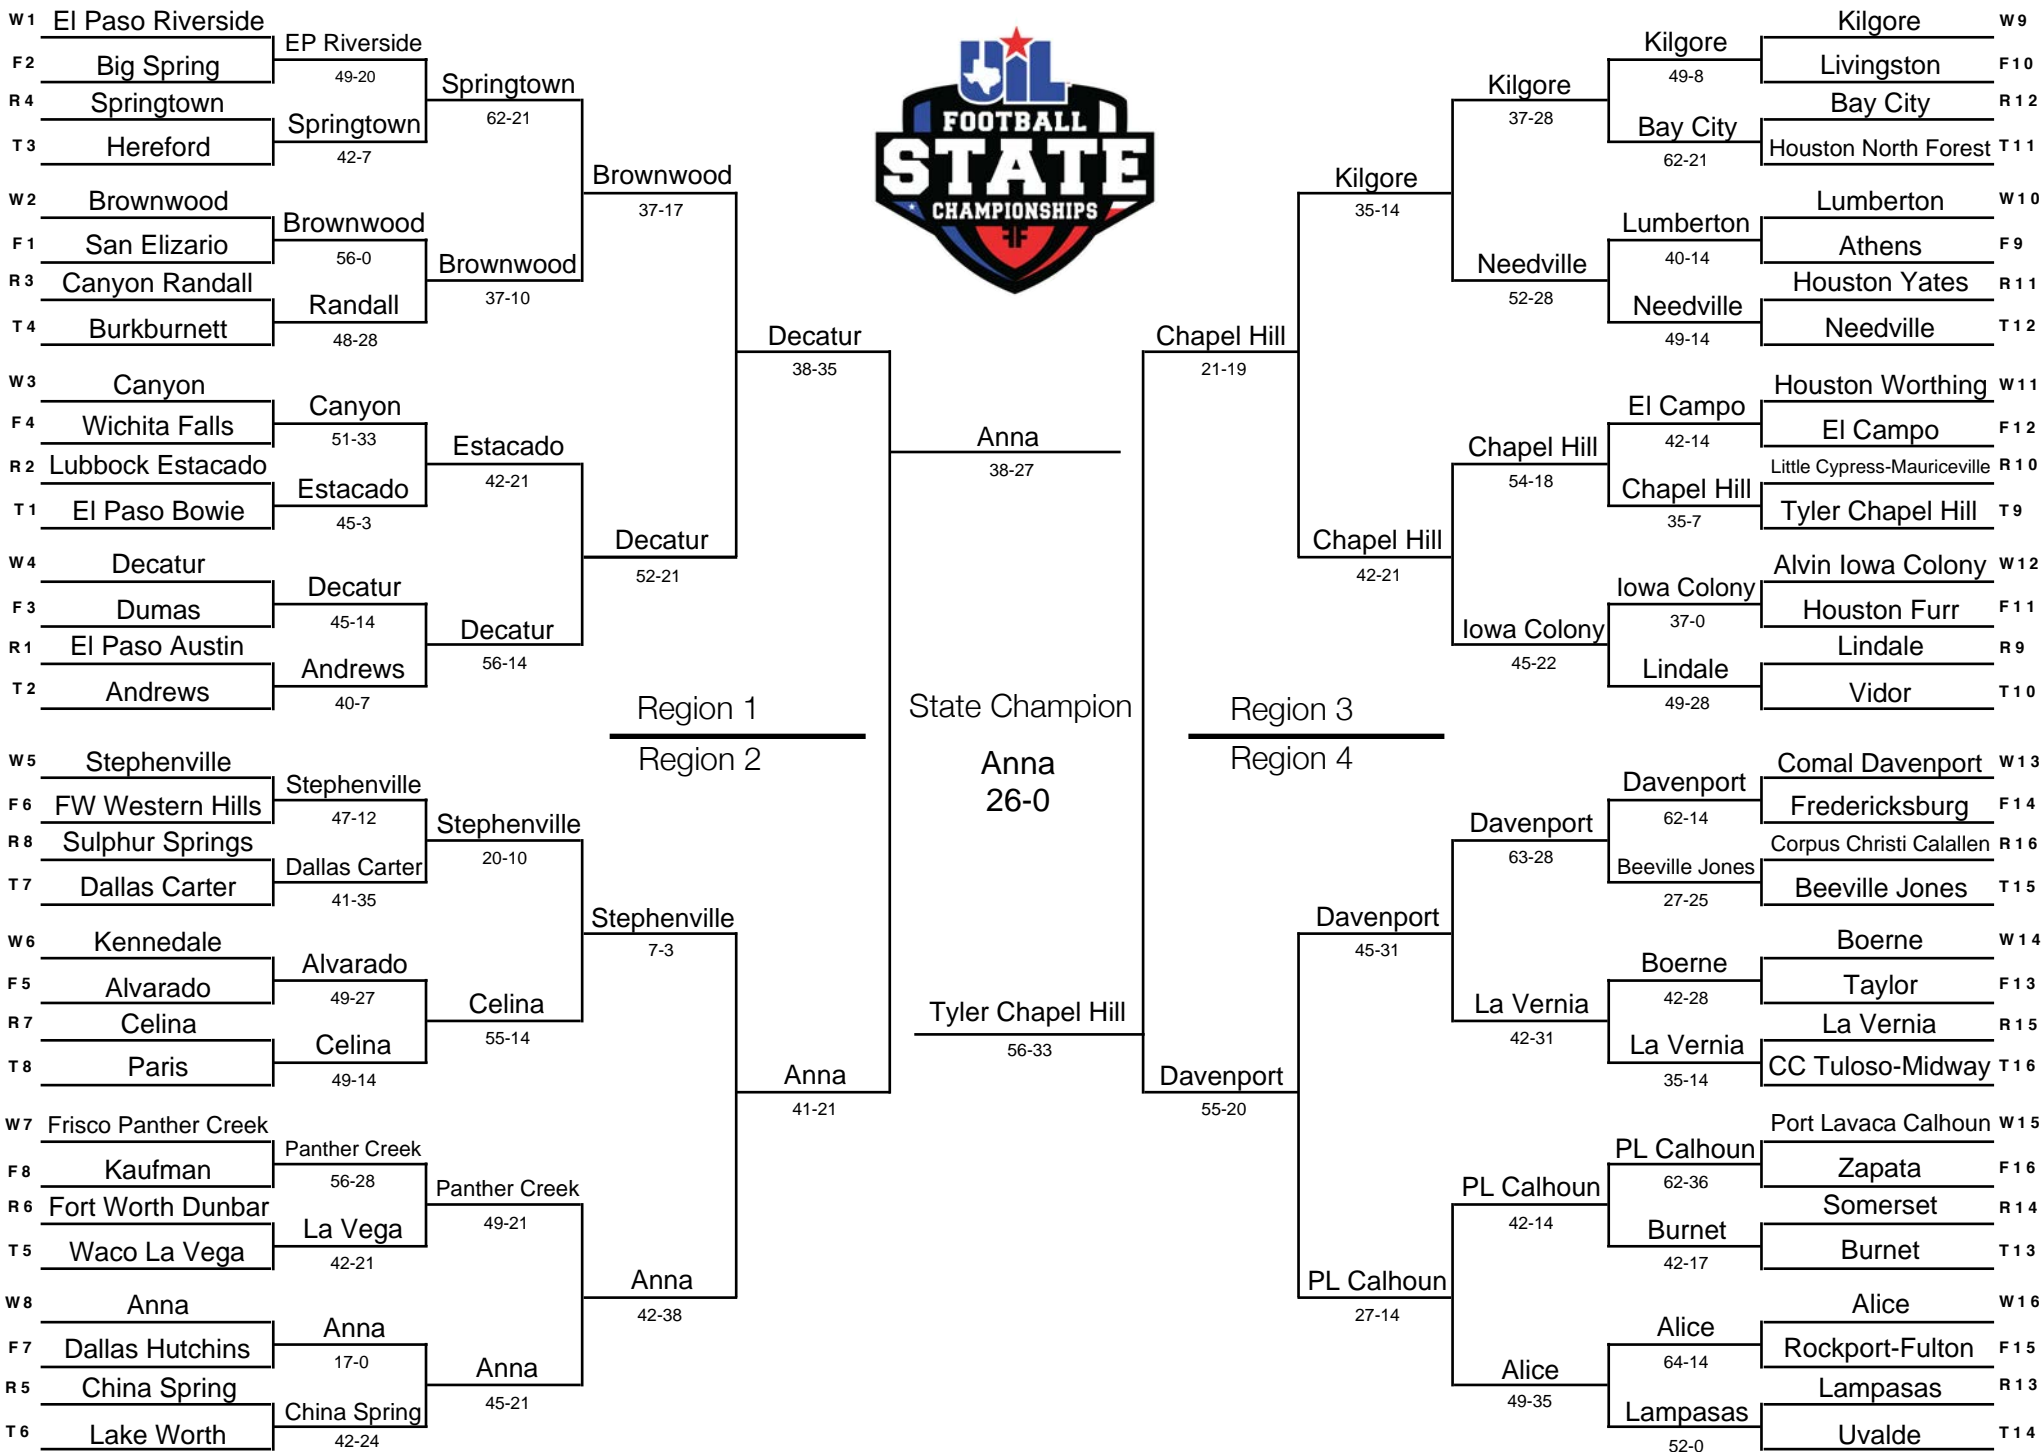 W1 El Paso Riverside
F2 Big Spring
R4 Springtown
T3 Hereford
W2 Brownwood
F1 San Elizario
R3 Canyon Randall
T4 Burkburnett
W3 Canyon
F4 Wichita Falls
R2 Lubbock Estacado
T1 El Paso Bowie
W4 Decatur
F3 Dumas
R1 El Paso Austin
T2 Andrews
W5 Stephenville
F6 FW Western Hills
R8 Sulphur Springs
T7 Dallas Carter
W6 Kennedale
F5 Alvarado
R7 Celina
T8 Paris
W7 Frisco Panther Creek
F8 Kaufman
R6 Fort Worth Dunbar
T5 Waco La Vega
W8 Anna
F7 Dallas Hutchins
R5 China Spring
T6 Lake Worth
EP Riverside
49-20
Springtown
42-7
Brownwood
56-0
Randall
48-28
Canyon
51-33
Estacado
45-3
Decatur
45-14
Andrews
40-7
Stephenville
47-12
Dallas Carter
41-35
Alvarado
49-27
Celina
49-14
Panther Creek
56-28
La Vega
42-21
Anna
17-0
China Spring
42-24
Springtown
62-21
Brownwood
37-10
Estacado
42-21
Decatur
56-14
Stephenville
20-10
Celina
55-14
Panther Creek
49-21
Anna
45-21
Brownwood
37-17
Decatur
52-21
Stephenville
7-3
Anna
42-38
Decatur
38-35
Anna
41-21
Region 1
Region 2
UIL
FOOTBALL
STATE
CHAMPIONSHIPS
Anna
38-27
State Champion
Anna
26-0
Tyler Chapel Hill
56-33
Region 3
Region 4
Chapel Hill
21-19
Davenport
55-20
Kilgore
35-14
Chapel Hill
42-21
Davenport
45-31
PL Calhoun
27-14
Kilgore
37-28
Needville
52-28
Chapel Hill
54-18
Iowa Colony
45-22
Davenport
63-28
La Vernia
42-31
PL Calhoun
42-14
Alice
49-35
Kilgore
49-8
Bay City
62-21
Lumberton
40-14
Needville
49-14
El Campo
42-14
Chapel Hill
35-7
Iowa Colony
37-0
Lindale
49-28
Davenport
62-14
Beeville Jones
27-25
Boerne
42-28
La Vernia
35-14
PL Calhoun
62-36
Burnet
42-17
Alice
64-14
Lampasas
52-0
Kilgore W9
Livingston F10
Bay City R12
Houston North Forest T11
Lumberton W10
Athens F9
Houston Yates R11
Needville T12
Houston Worthing W11
El Campo F12
Little Cypress-Mauriceville R10
Tyler Chapel Hill T9
Alvin Iowa Colony W12
Houston Furr F11
Lindale R9
Vidor T10
Comal Davenport W13
Fredericksburg F14
Corpus Christi Calallen R16
Beeville Jones T15
Boerne W14
Taylor F13
La Vernia R15
CC Tuloso-Midway T16
Port Lavaca Calhoun W15
Zapata F16
Somerset R14
Burnet T13
Alice W16
Rockport-Fulton F15
Lampasas R13
Uvalde T14